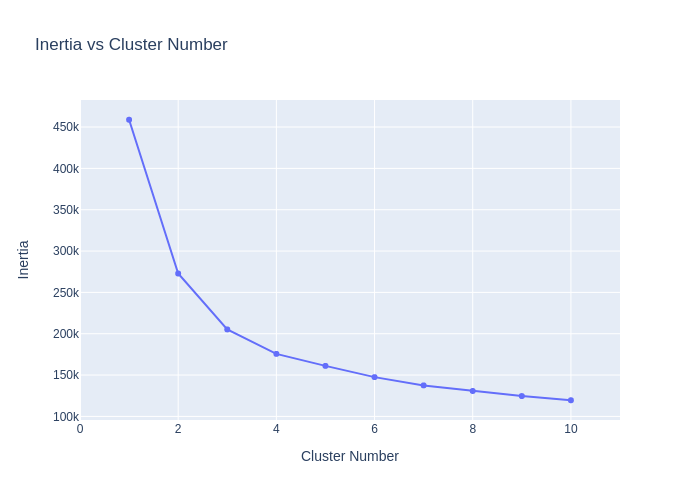 Inertia vs Cluster Number
450k
400k
350k
300k
250k
200k
150k
100k
Inertia
0 2 4 6 8 10
Cluster Number